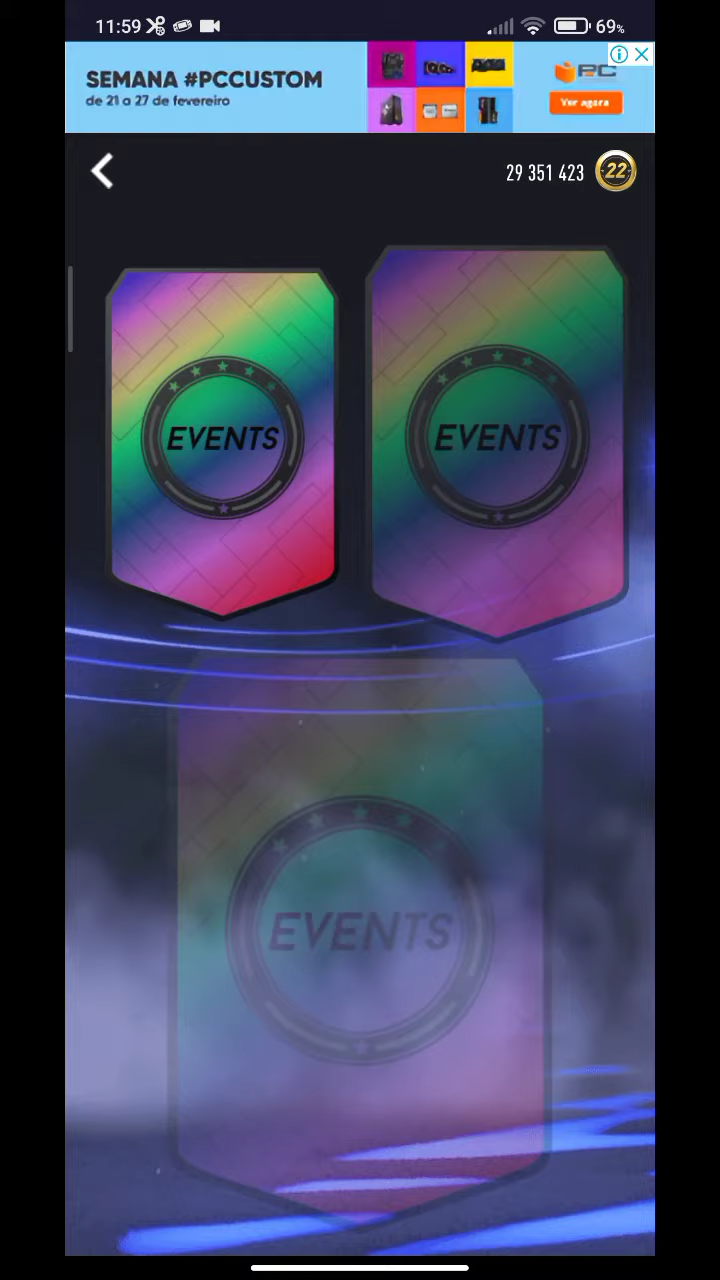 11:59
69%
SEMANA #PCCUSTOM
de 21 a 27 de fevereiro
PC
Ver agora
29 351 423
22
EVENTS
EVENTS
EVENTS